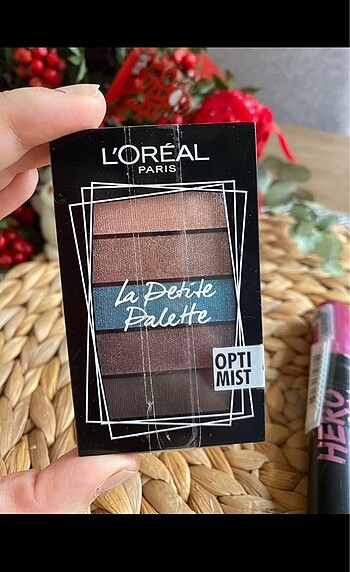 L'ORÉAL
PARIS
La Petite
Palette
OPTI
MIST
HERO